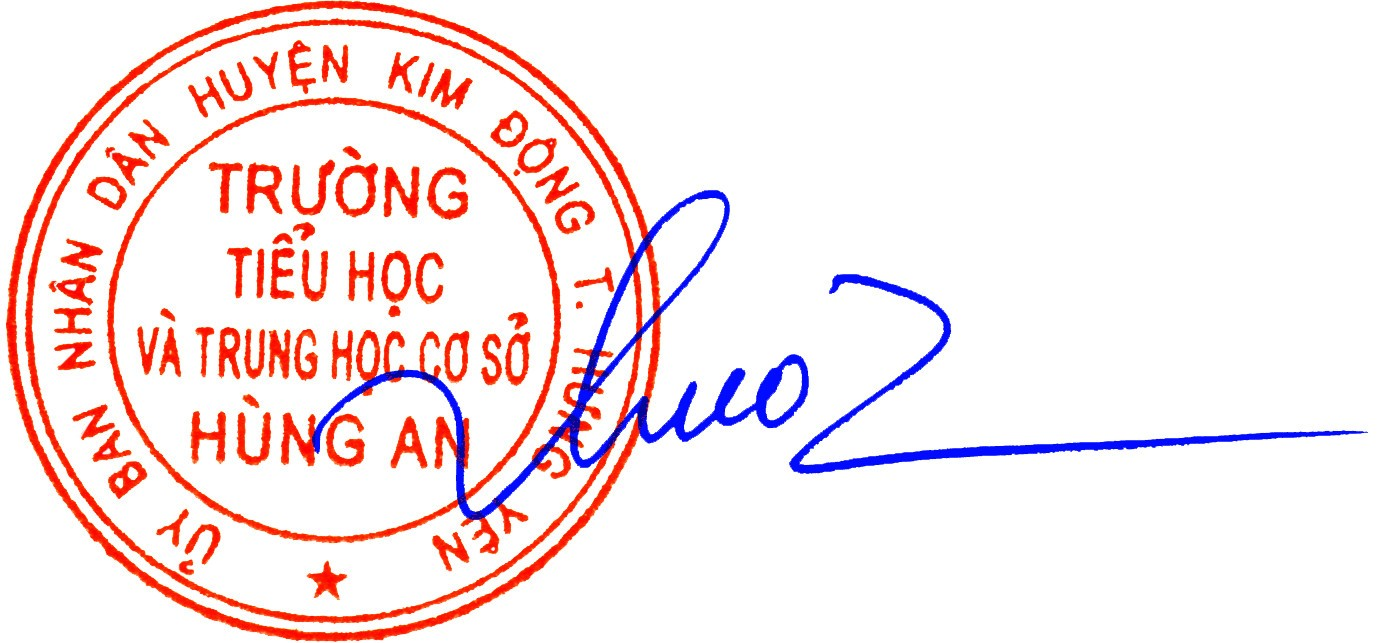 ỦY BAN NHÂN DÂN HUYỆN KIM ĐỘNG T. HƯNG YÊN
TRƯỜNG
TIỂU HỌC
VÀ TRUNG HỌC CƠ SỞ
HÙNG AN